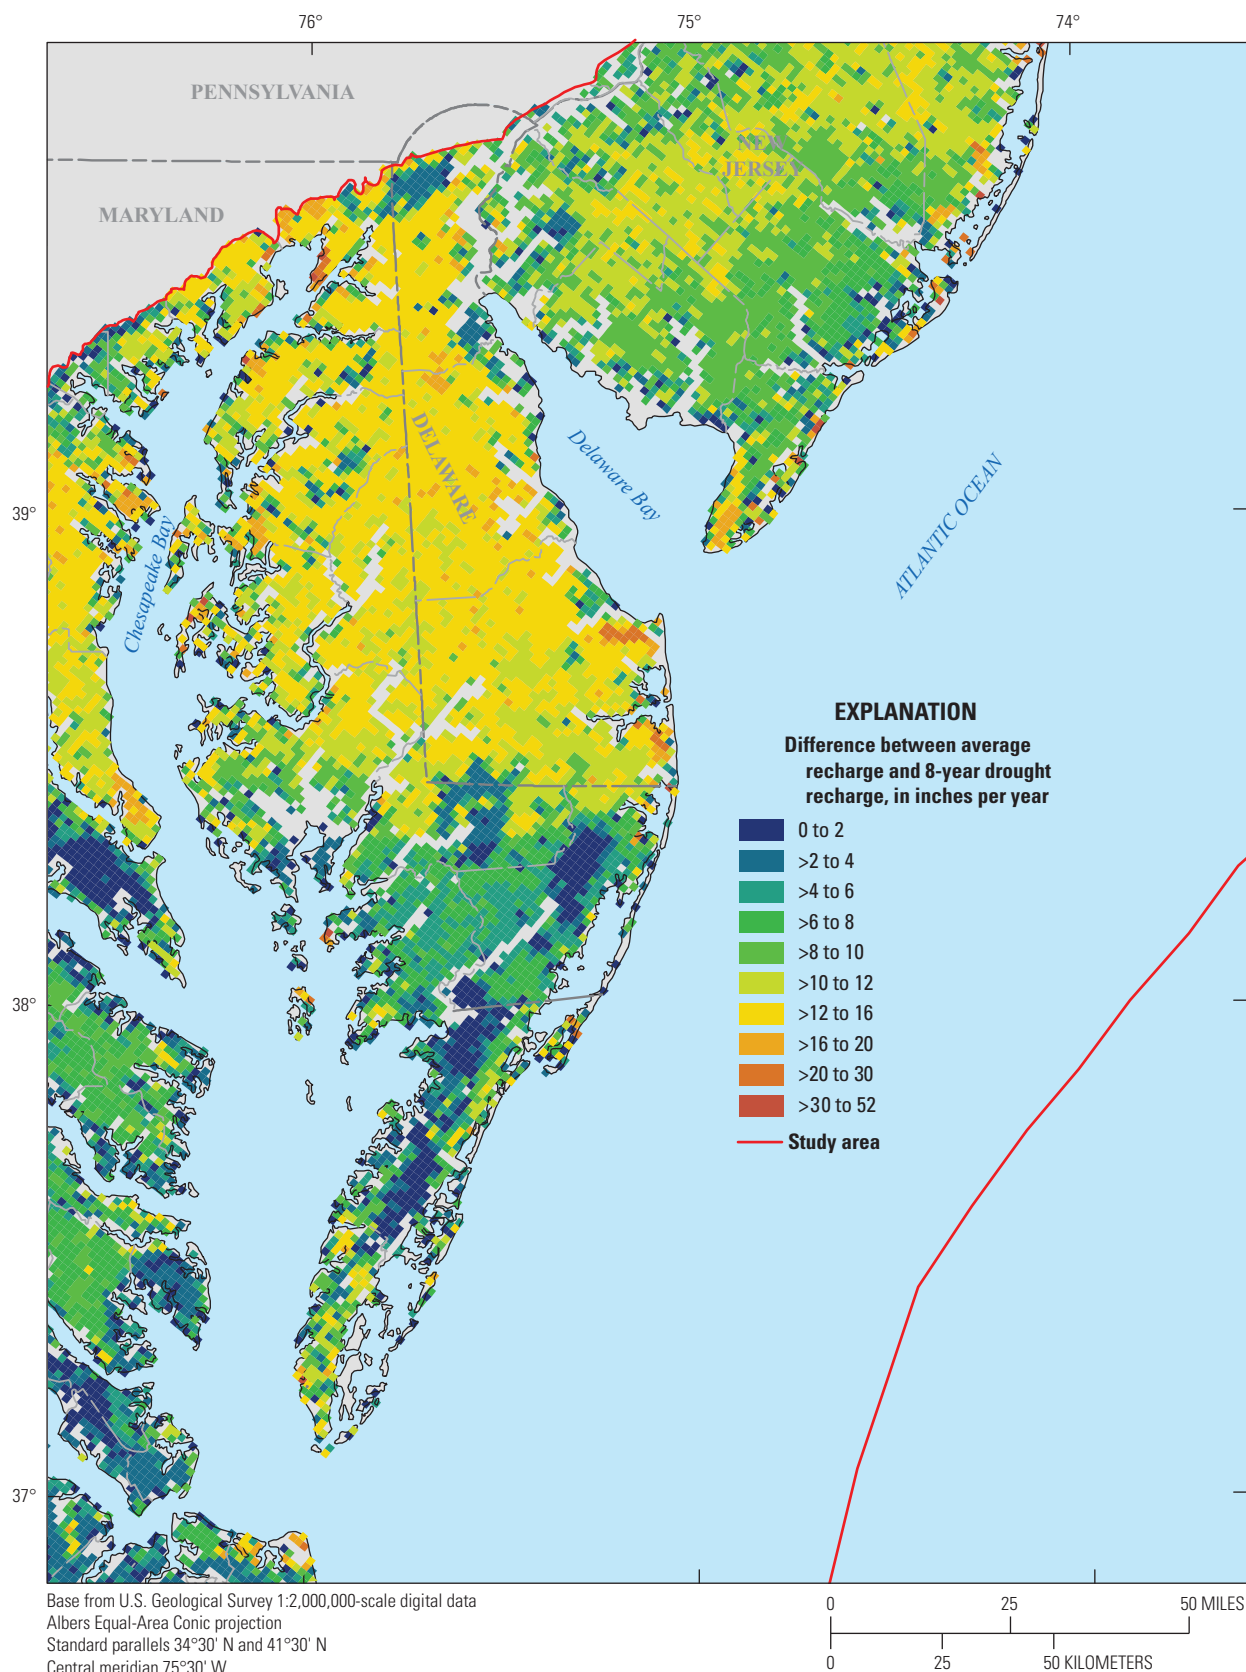 76°
75°
74°
PENNSYLVANIA
NEW
JERSEY
MARYLAND
DELAWARE
Delaware Bay
39°
ATLANTIC OCEAN
Chesapeake Bay
EXPLANATION
Difference between average
recharge and 8-year drought
recharge, in inches per year
0 to 2
>2 to 4
>4 to 6
>6 to 8
>8 to 10
>10 to 12
>12 to 16
>16 to 20
>20 to 30
>30 to 52
Study area
38°
37°
Base from U.S. Geological Survey 1:2,000,000-scale digital data
Albers Equal-Area Conic projection
Standard parallels 34°30' N and 41°30' N
Central meridian 75°30' W
0 25 50 MILES
0 25 50 KILOMETERS